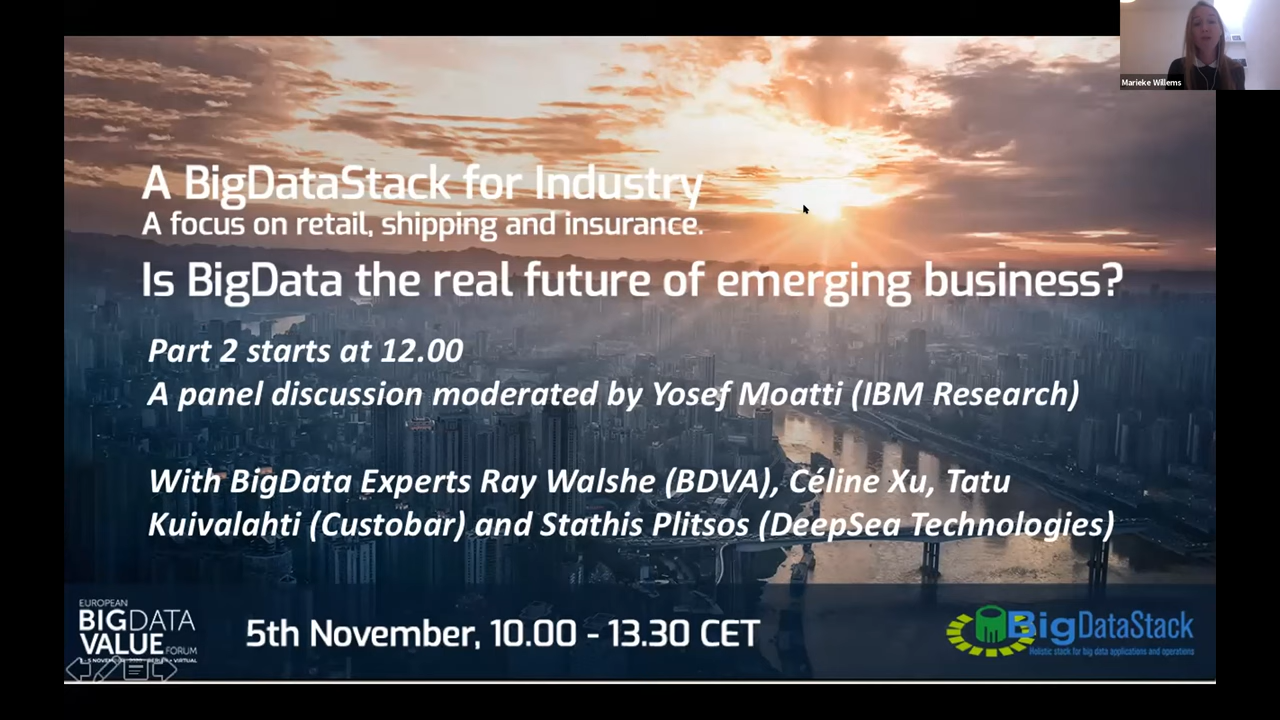 Marieke Willems
A BigDataStack for Industry
A focus on retail, shipping and insurance.
Is BigData the real future of emerging business?
Part 2 starts at 12.00
A panel discussion moderated by Yosef Moatti (IBM Research)
With BigData Experts Ray Walshe (BDVA), Céline Xu, Tatu
Kuivalahti (Custobar) and Stathis Plitsos (DeepSea Technologies)
EUROPEAN
BIGDATA
VALUE FORUM
NOVEMBER VIRTUAL
5th November, 10.00 - 13.30 CET
BigDataStack
Holistic stack for big data applications and operations